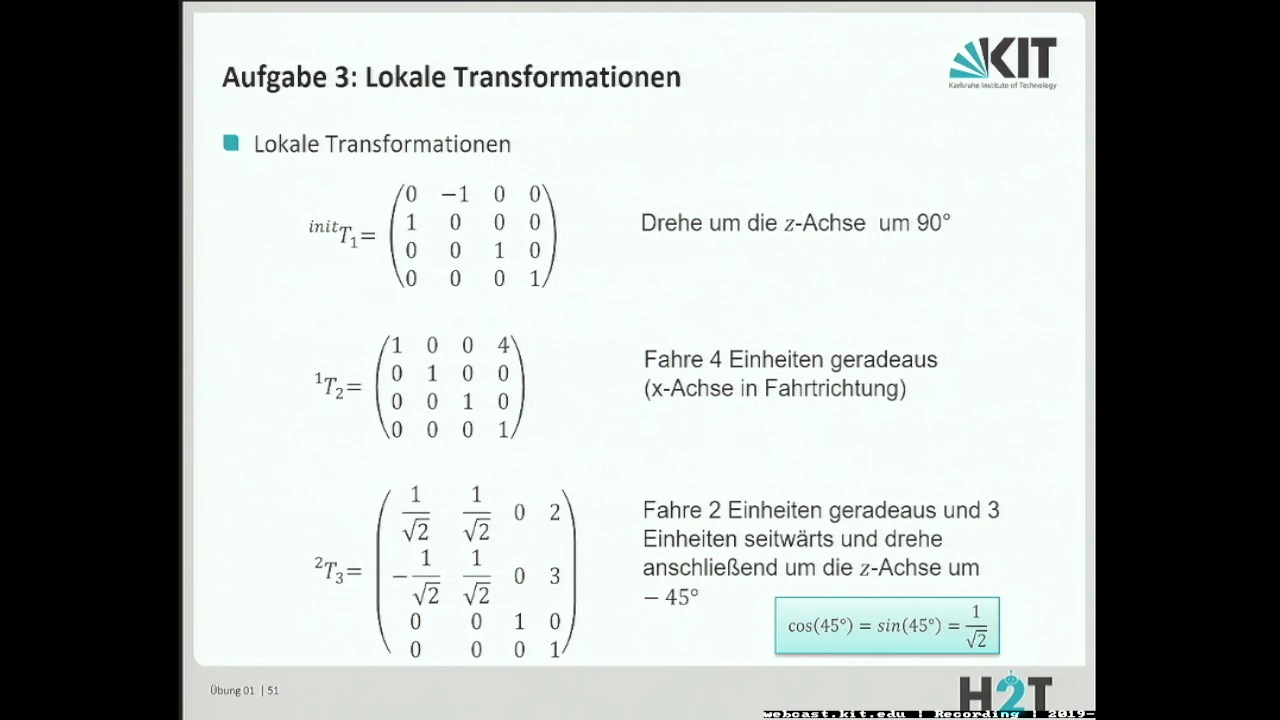 Aufgabe 3: Lokale Transformationen
KIT
Karlsruhe Institute of Technology
Lokale Transformationen
initT1= (0 −1 0 0
1 0 0 0
0 0 1 0
0 0 0 1)
Drehe um die z-Achse um 90°
1T2= (1 0 0 4
0 1 0 0
0 0 1 0
0 0 0 1)
Fahre 4 Einheiten geradeaus
(x-Achse in Fahrtrichtung)
2T3= (1/√2 1/√2 0 2
−1/√2 1/√2 0 3
0 0 1 0
0 0 0 1)
Fahre 2 Einheiten geradeaus und 3
Einheiten seitwärts und drehe
anschließend um die z-Achse um
− 45°
cos(45°) = sin(45°) = 1/√2
Übung 01 | 51
H2T
webcast.kit.edu | Recording | 2019-